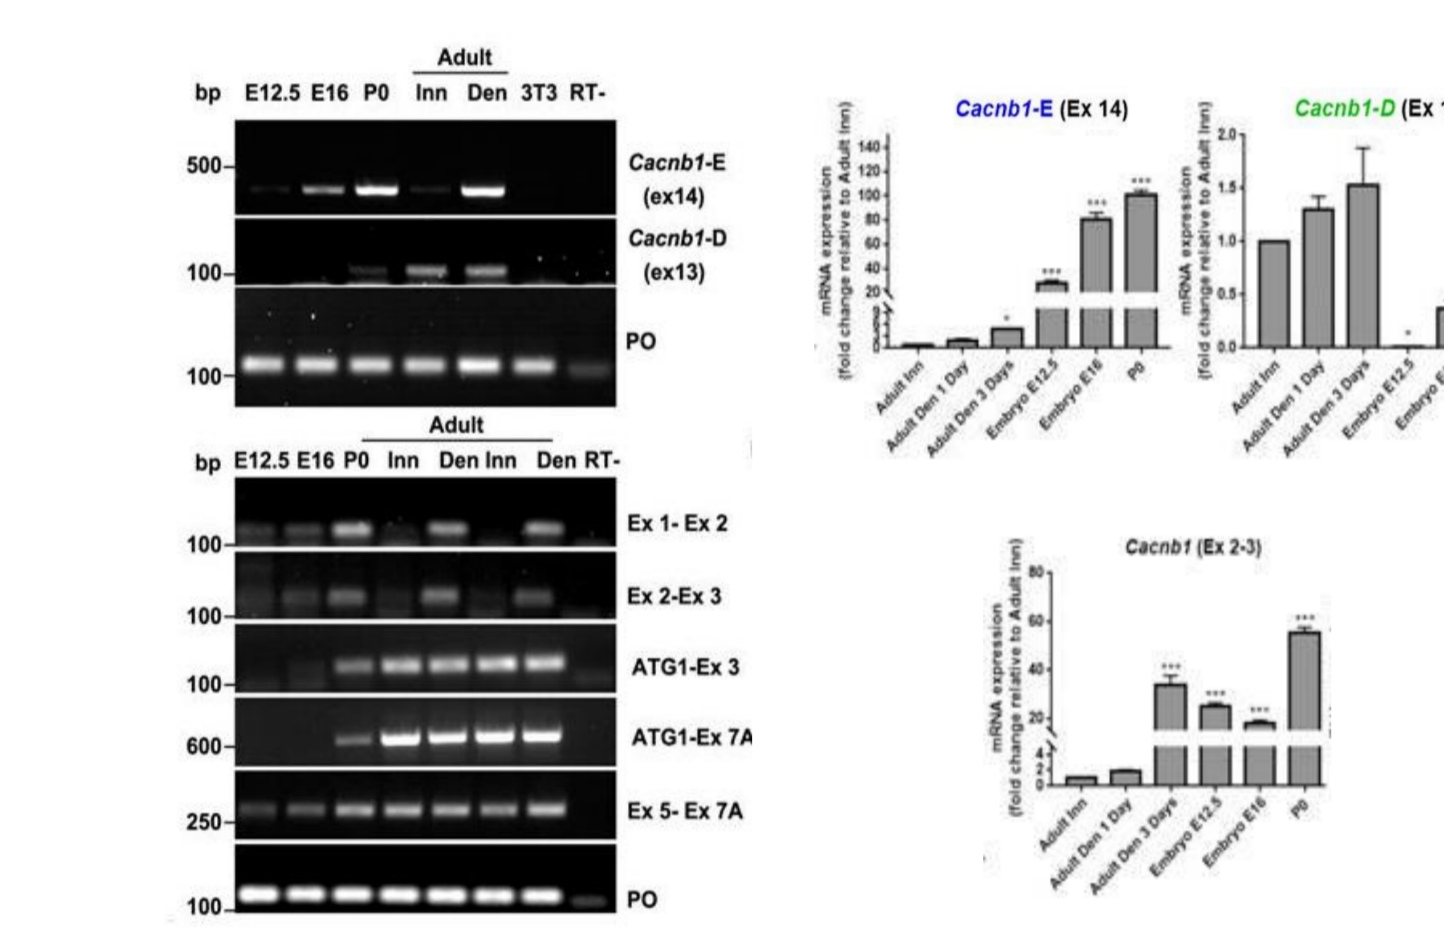 Adult
bp E12.5 E16 P0 Inn Den 3T3 RT-
500
Cacnb1-E
(ex14)
Cacnb1-D
100
(ex13)
PO
100
Adult
bp E12.5 E16 P0 Inn Den Inn Den RT-
Ex 1- Ex 2
100
Ex 2-Ex 3
100
ATG1-Ex 3
100
ATG1-Ex 7A
600
Ex 5- Ex 7A
250
PO
100
Cacnb1-E (Ex 14)
mRNA expression
(fold change relative to Adult Inn)
140
120
100
80
60
40
20
0
***
***
***
*
Adult Inn
Adult Den 1 Day
Adult Den 3 Days
Embryo E12.5
Embryo E16
P0
Cacnb1-D (Ex 1
mRNA expression
(fold change relative to Adult Inn)
2.0
1.5
1.0
0.5
0.0
*
Adult Inn
Adult Den 1 Day
Adult Den 3 Days
Embryo E12.5
Embryo E
Cacnb1 (Ex 2-3)
mRNA expression
(fold change relative to Adult Inn)
80
60
40
20
4
2
0
***
***
***
***
Adult Inn
Adult Den 1 Day
Adult Den 3 Days
Embryo E12.5
Embryo E16
P0